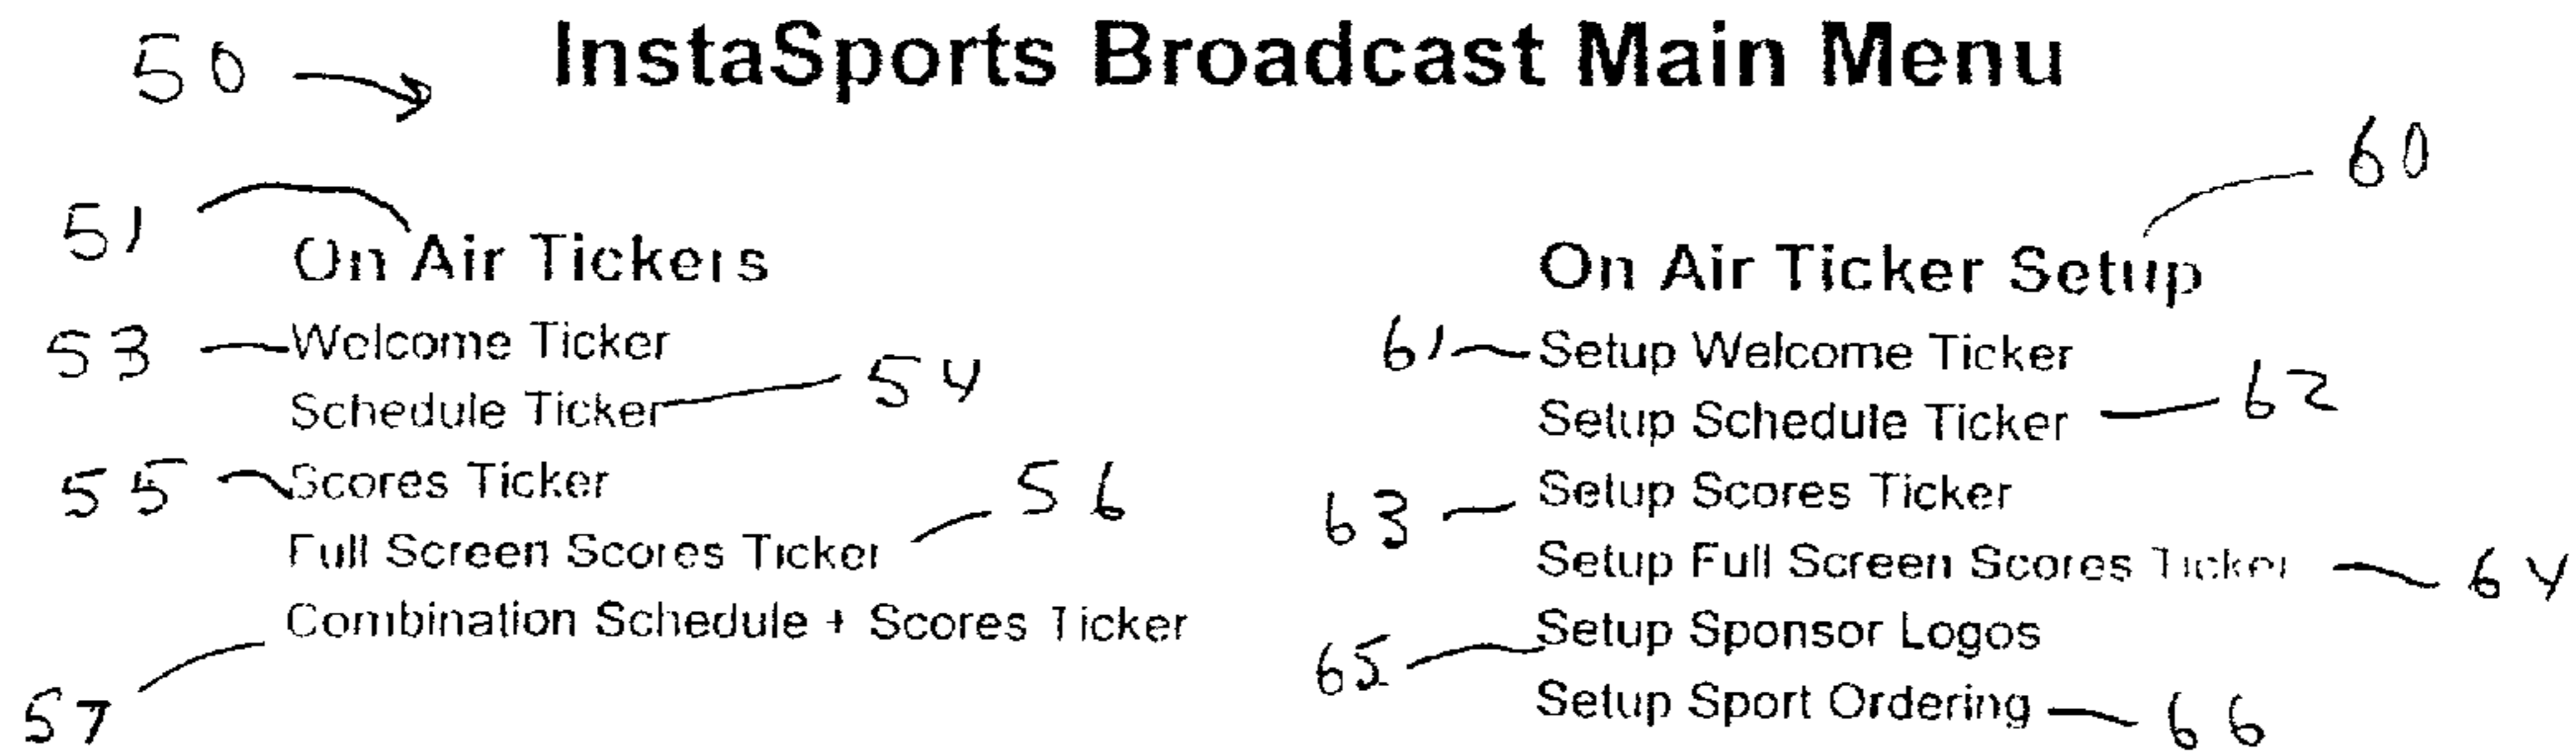 50 InstaSports Broadcast Main Menu
51
On Air Tickers
53 Welcome Ticker
Schedule Ticker 54
55 Scores Ticker
Full Screen Scores Ticker 56
Combination Schedule + Scores Ticker
57
60
On Air Ticker Setup
61 Setup Welcome Ticker
Setup Schedule Ticker 62
63 Setup Scores Ticker
Setup Full Screen Scores Ticker 64
65 Setup Sponsor Logos
Setup Sport Ordering 66